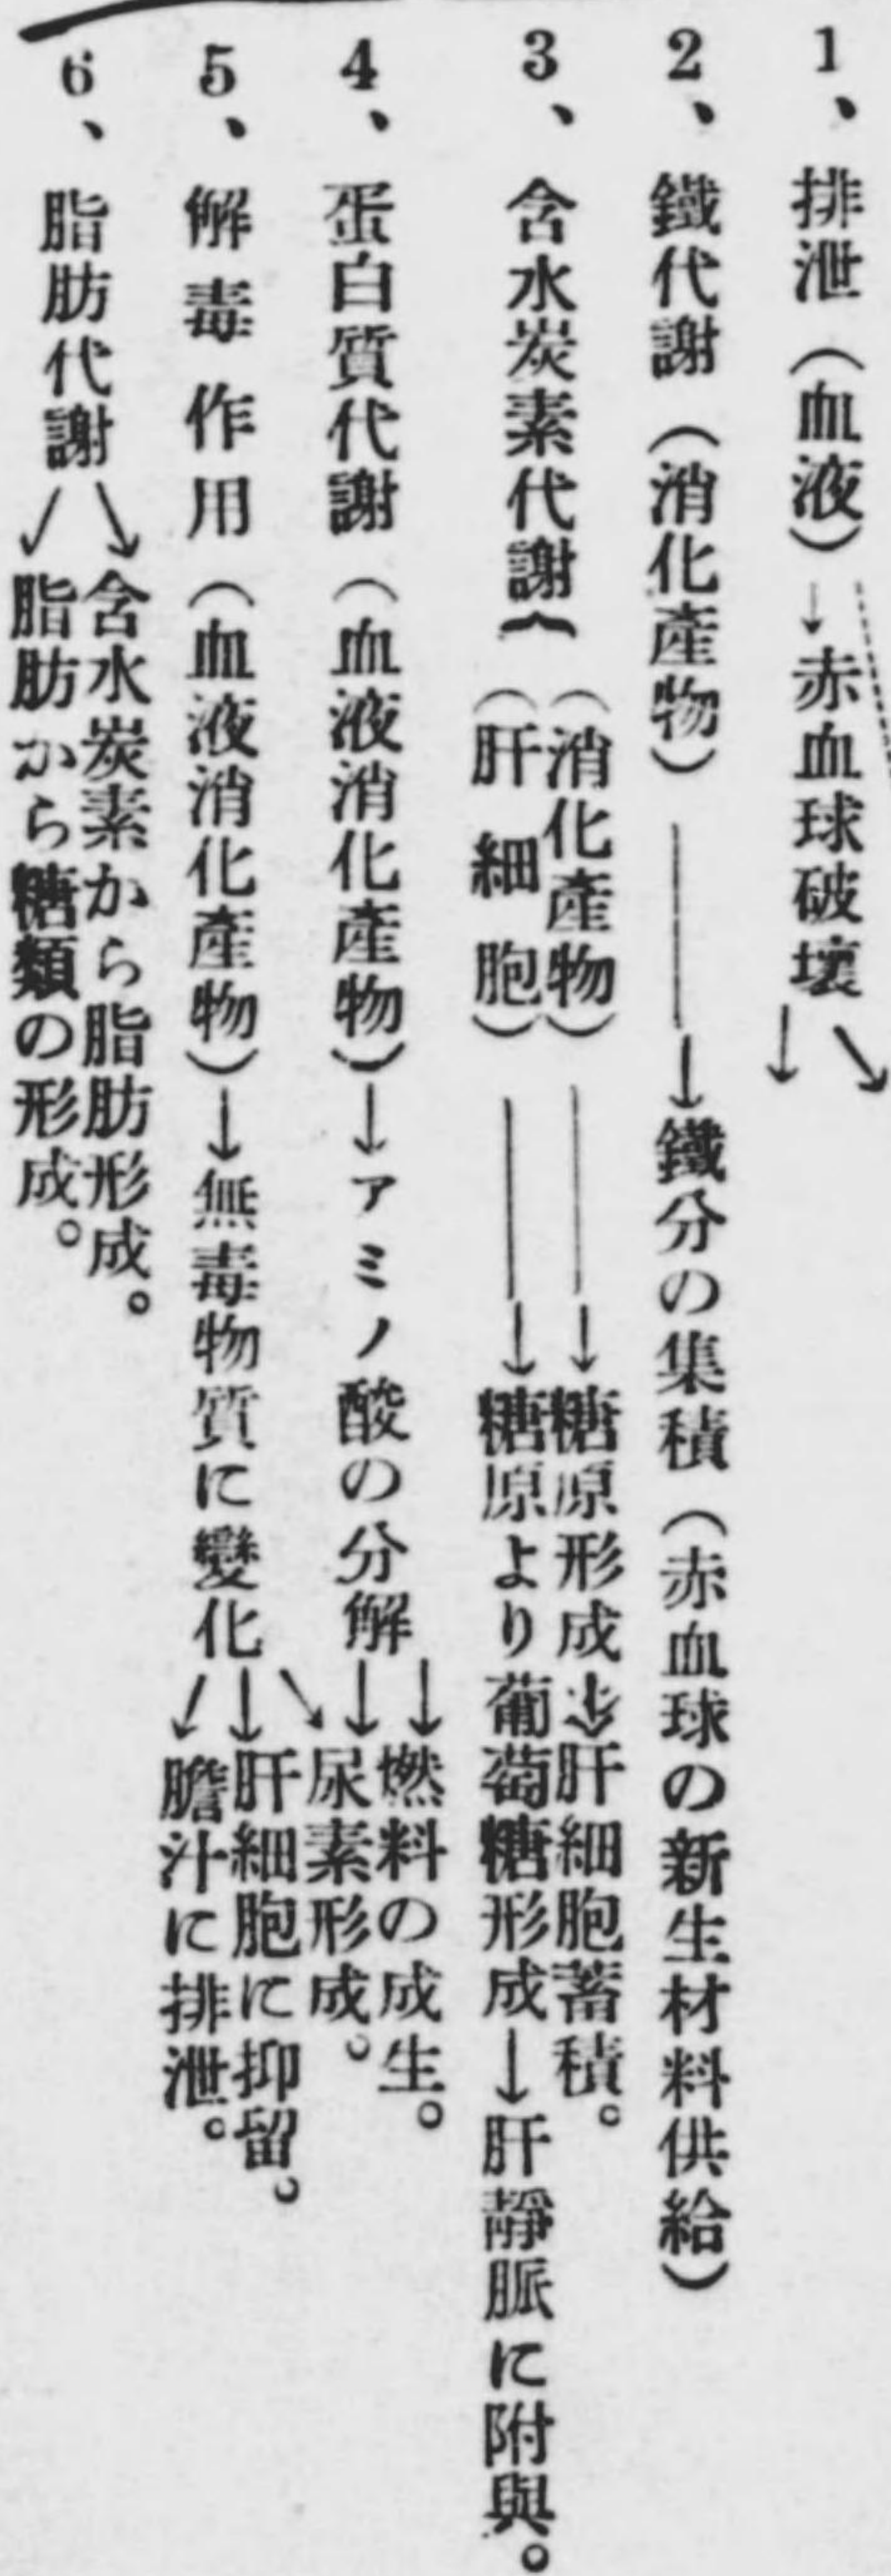 1、排泄(血液)→赤血球破壞
2、鐵代謝(消化產物)──→鐵分の集積(赤血球の新生材料供給)
3、含水炭素代謝{
(消化產物)──→糖原形成→肝細胞蓄積。
(肝細胞)──→糖原より葡萄糖形成→肝靜脈に附與。
4、蛋白質代謝(血液消化產物)→アミノ酸の分解
→燃料の成生。
→尿素形成。
5、解毒作用(血液消化產物)→無毒物質に變化
→肝細胞に抑留。
→膽汁に排泄。
6、脂肪代謝
→含水炭素から脂肪形成。
→脂肪から糖類の形成。